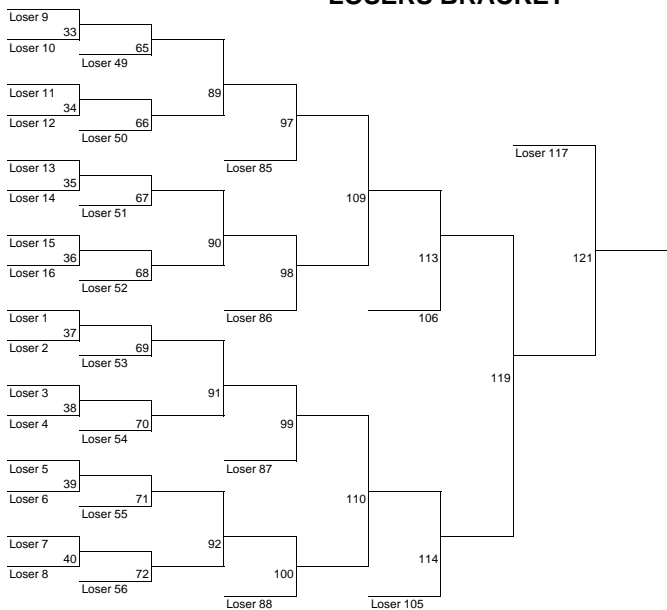 LOSERS BRACKET
Loser 9
33
Loser 10
65
Loser 49
Loser 11
89
34
Loser 12
66
97
Loser 50
Loser 117
Loser 13
Loser 85
35
Loser 14
67
109
Loser 51
Loser 15
90
36
113
121
Loser 16
68
98
Loser 52
Loser 1
Loser 86
106
37
Loser 2
69
Loser 53
119
Loser 3
91
38
Loser 4
70
99
Loser 54
Loser 5
Loser 87
39
Loser 6
71
110
Loser 55
Loser 7
92
40
114
Loser 8
72
100
Loser 56
Loser 88
Loser 105